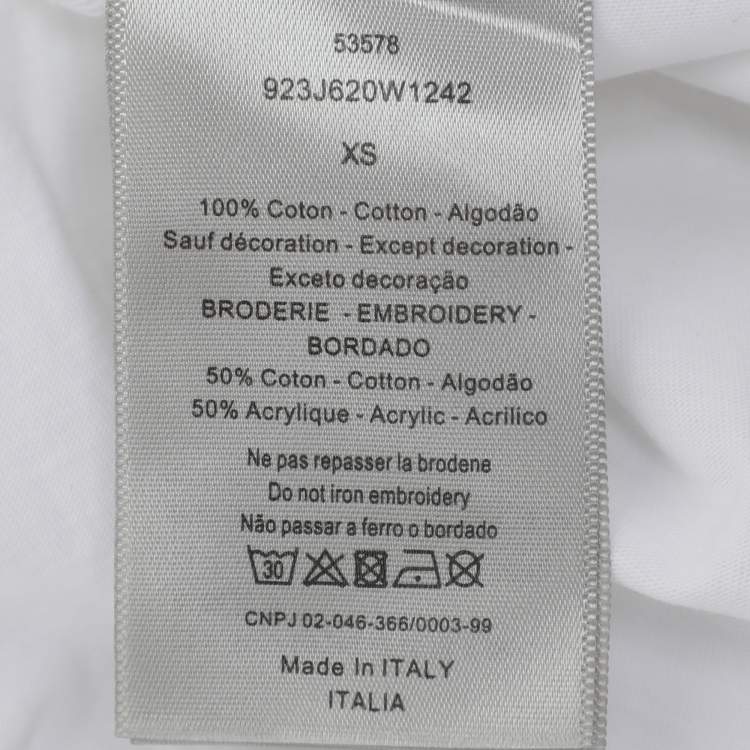 53578
923J620W1242
XS
100% Coton - Cotton - Algodão
Sauf décoration - Except decoration -
Exceto decoração
BRODERIE - EMBROIDERY -
BORDADO
50% Coton - Cotton - Algodão
50% Acrylique - Acrylic - Acrilico
Ne pas repasser la brodene
Do not iron embroidery
Não passar a ferro o bordado
30
CNPJ 02-046-366/0003-99
Made In ITALY
ITALIA